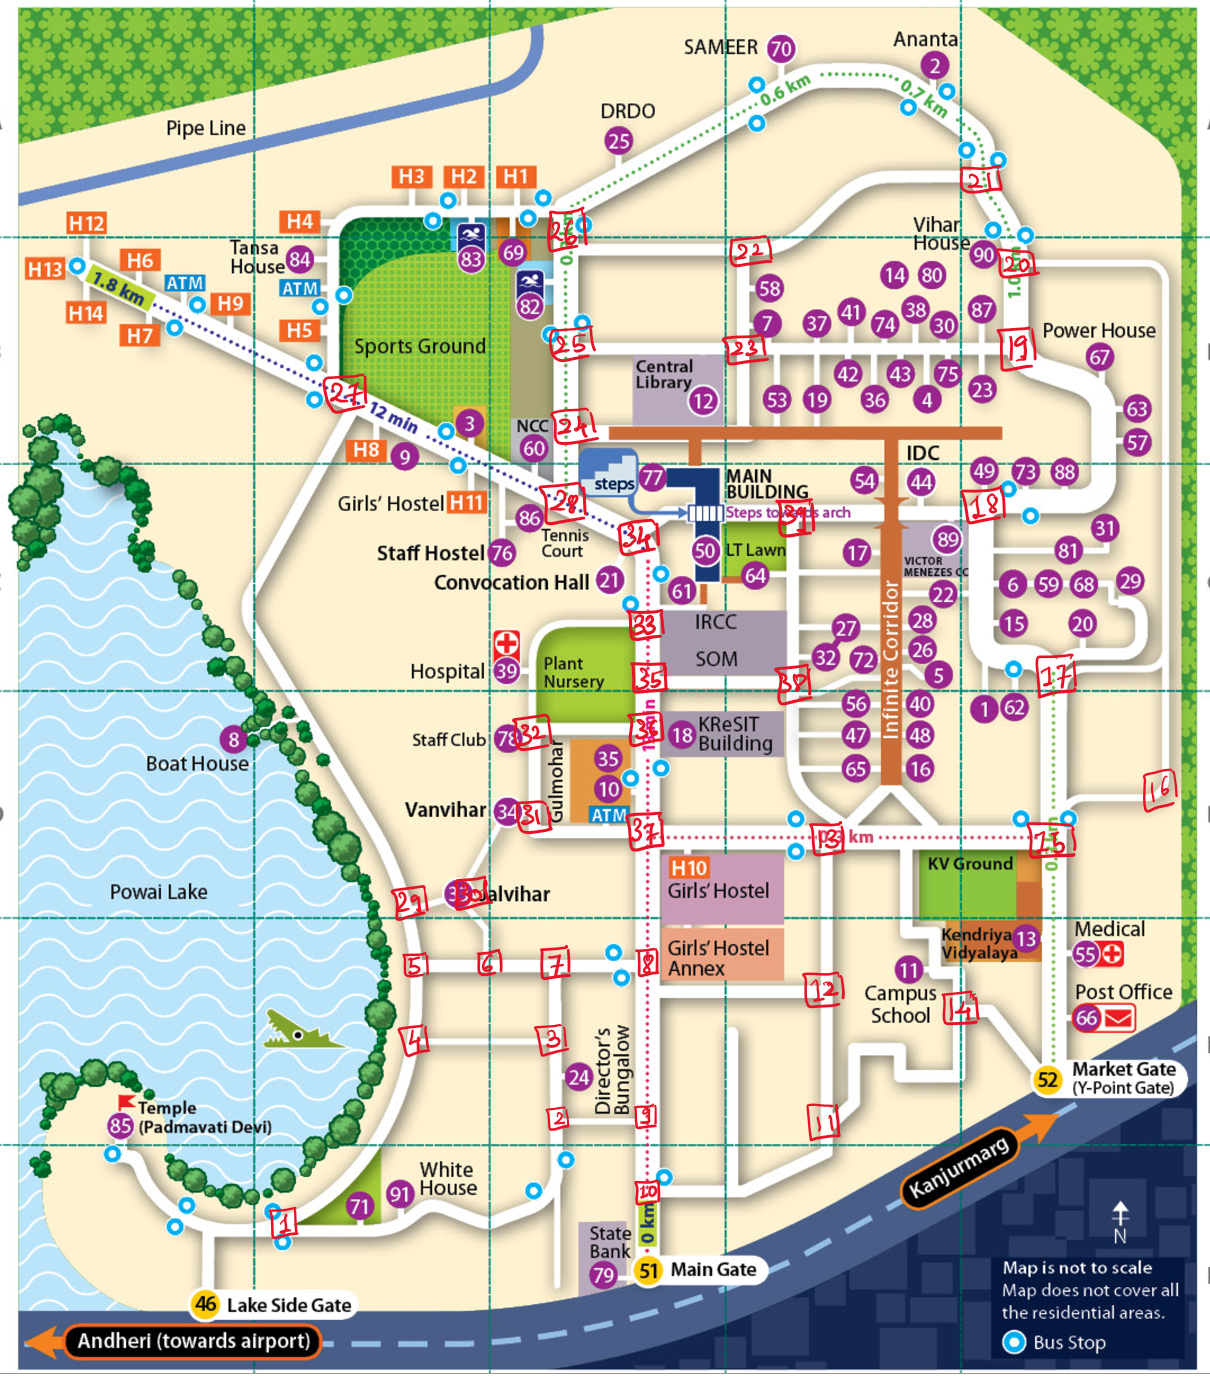 SAMEER 70
Ananta
2
0.6 km
0.7 km
DRDO
25
Pipe Line
H3 H2 H1
H12
H4
26
21
Tansa
House 84
83
69
22
Vihar
House
90
20
1.0
H13
H6
1.8 km
ATM
ATM
82
58
14 80
H14
H7
H9
H5
7
37 41 74 38 30 87
Power House
67
Sports Ground
25
23
19
Central
Library
12
42 43 75
53 19 36 4 23
27
12 min
3
NCC
60
24
63
57
H8 9
IDC
steps
77
MAIN
BUILDING
54
44
49 73 88
Girls' Hostel H11
28
18
86
Steps towards arch
Tennis
Court
34
31
Staff Hostel 76
50
LT Lawn
64
17
89
VICTOR
MENEZES CC
81
Convocation Hall 21
61
22
6 59 68 29
33
IRCC
SOM
Infinite Corridor
27
28
15
20
Hospital 39
Plant
Nursery
35
32
72
26
5
17
56
40
1 62
Staff Club 78
32
36
18
KReSIT
Building
47
48
8
Boat House
Gulmohar
35
10
ATM
65
16
16
Vanvihar 34
31
37
13
km
15
KV Ground
Powai Lake
29
30
Jalvihar
H10
Girls' Hostel
5
6
7
8
Girls' Hostel
Annex
Kendriya
Vidyalaya
13
Medical
55
11
Campus
School
12
14
Post Office
66
4
3
24
Director's
Bungalow
52
Market Gate
(Y-Point Gate)
Temple
(Padmavati Devi)
85
2
9
11
Kanjurmarg
White
House
71 91
1
10
0 km
N
State
Bank
79
51 Main Gate
46 Lake Side Gate
Map is not to scale
Map does not cover all
the residential areas.
Bus Stop
Andheri (towards airport)